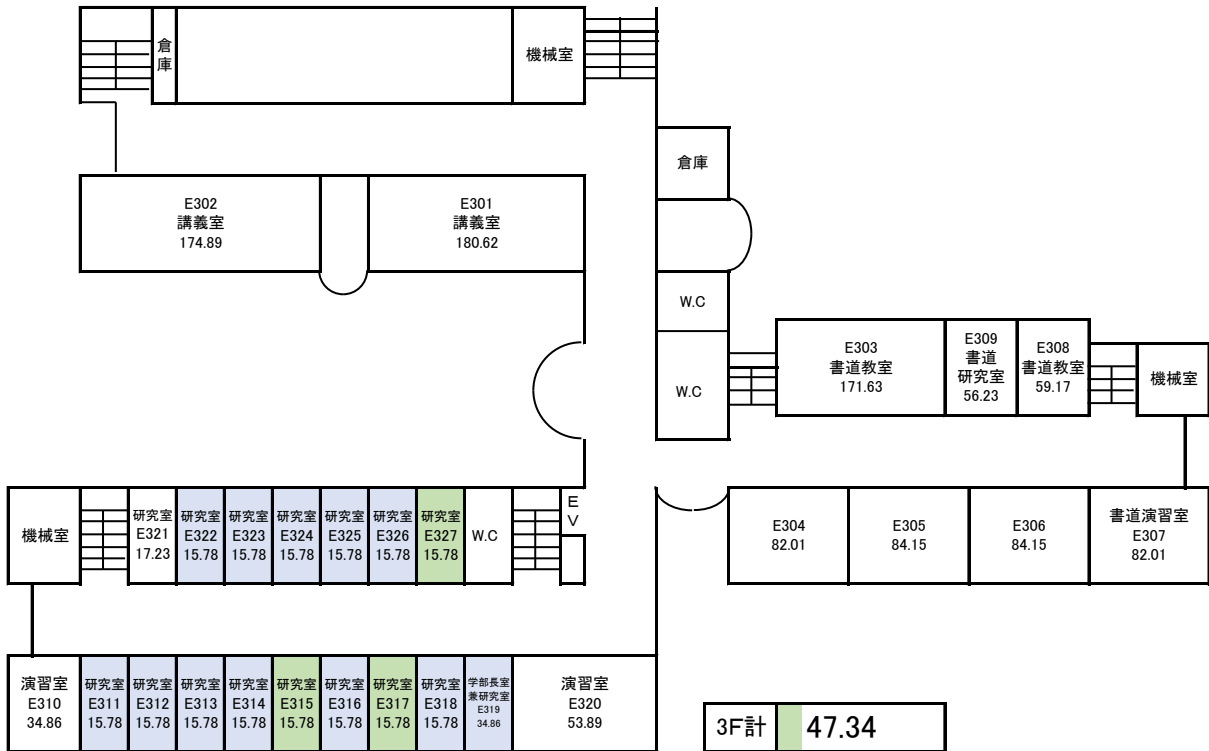 倉庫
機械室
倉庫
E302
講義室
174.89
E301
講義室
180.62
W.C
W.C
E303
書道教室
171.63
E309
書道
研究室
56.23
E308
書道教室
59.17
機械室
機械室
研究室
E321
17.23
研究室
E322
15.78
研究室
E323
15.78
研究室
E324
15.78
研究室
E325
15.78
研究室
E326
15.78
研究室
E327
15.78
W.C
E
V
E304
82.01
E305
84.15
E306
84.15
書道演習室
E307
82.01
演習室
E310
34.86
研究室
E311
15.78
研究室
E312
15.78
研究室
E313
15.78
研究室
E314
15.78
研究室
E315
15.78
研究室
E316
15.78
研究室
E317
15.78
研究室
E318
15.78
学部長室
兼研究室
E319
34.86
演習室
E320
53.89
3F計 47.34